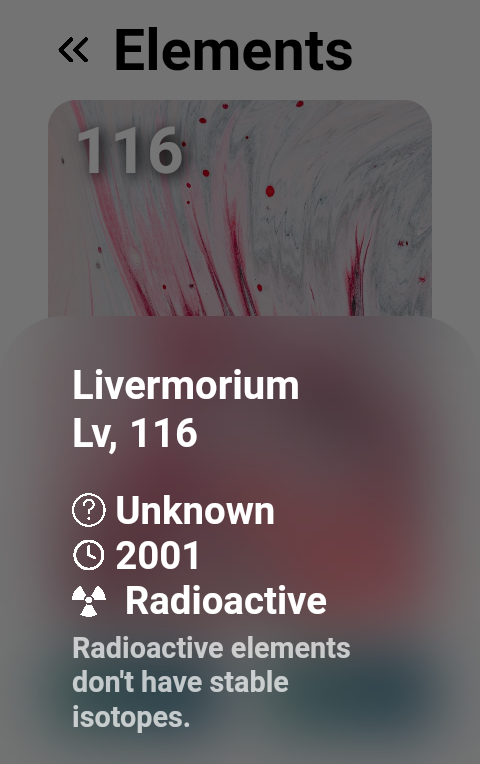 Elements
116
Livermorium
Lv, 116
Unknown
2001
Radioactive
Radioactive elements
don't have stable
isotopes.